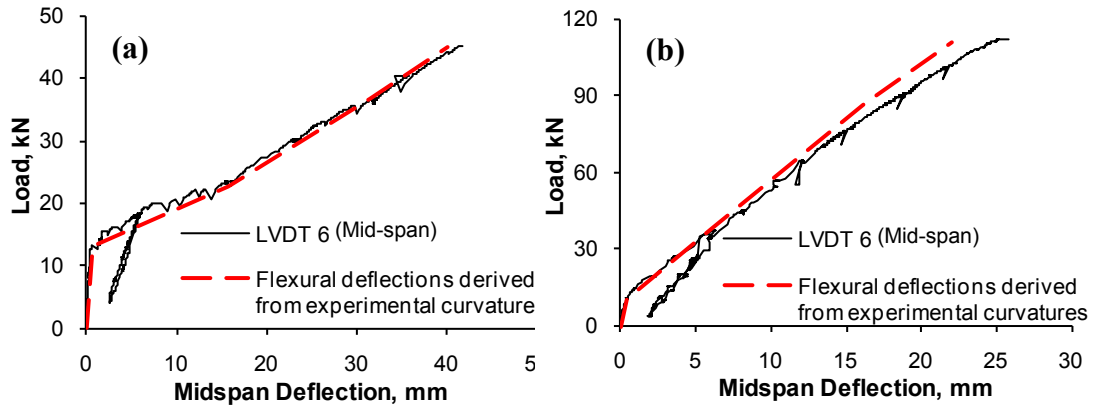 (a)
Load, kN
50
40
30
20
10
0
LVDT 6 (Mid-span)
Flexural deflections derived
from experimental curvature
0 10 20 30 40 5
Midspan Deflection, mm
(b)
Load, kN
120
90
60
30
0
LVDT 6 (Mid-span)
Flexural deflections derived
from experimental curvatures
0 5 10 15 20 25 30
Midspan Deflection, mm